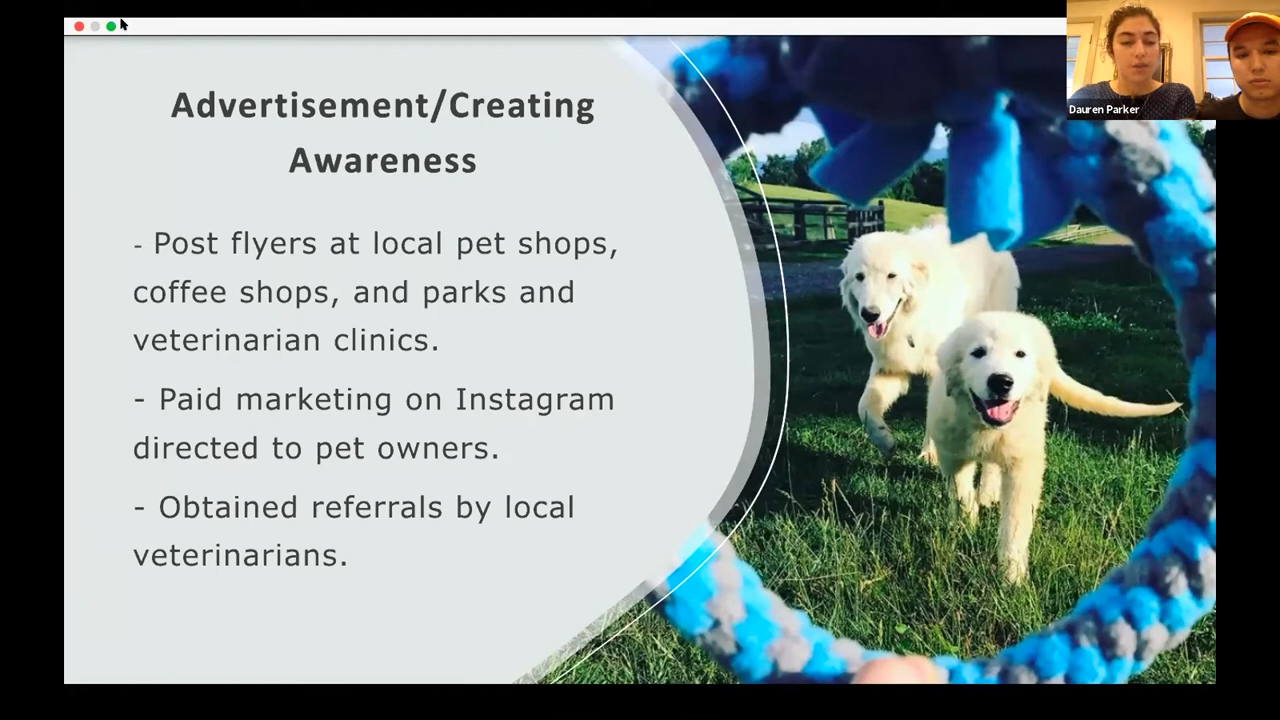 Advertisement/Creating
Awareness
- Post flyers at local pet shops,
coffee shops, and parks and
veterinarian clinics.
- Paid marketing on Instagram
directed to pet owners.
- Obtained referrals by local
veterinarians.
Dauren Parker